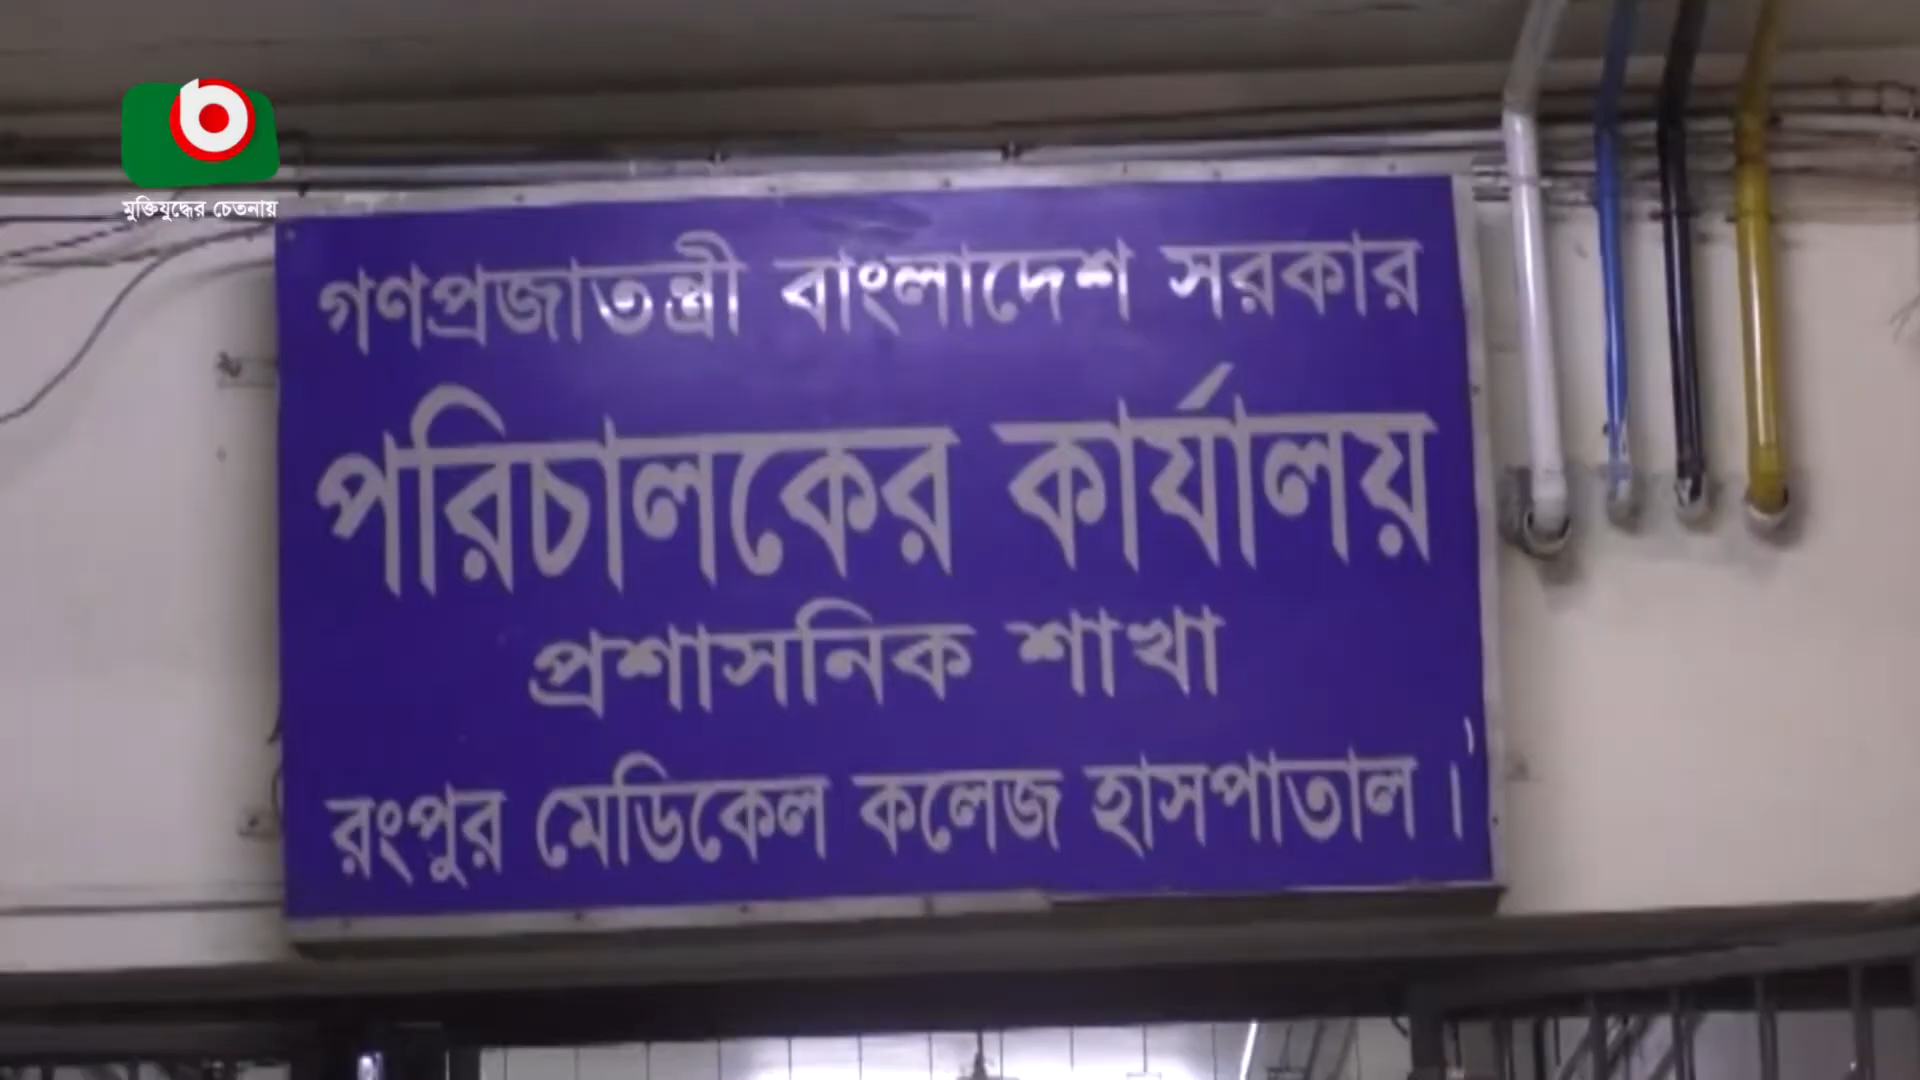 মুক্তিযুদ্ধের চেতনায়
গণপ্রজাতন্ত্রী বাংলাদেশ সরকার
পরিচালকের কার্যালয়
প্রশাসনিক শাখা
রংপুর মেডিকেল কলেজ হাসপাতাল।